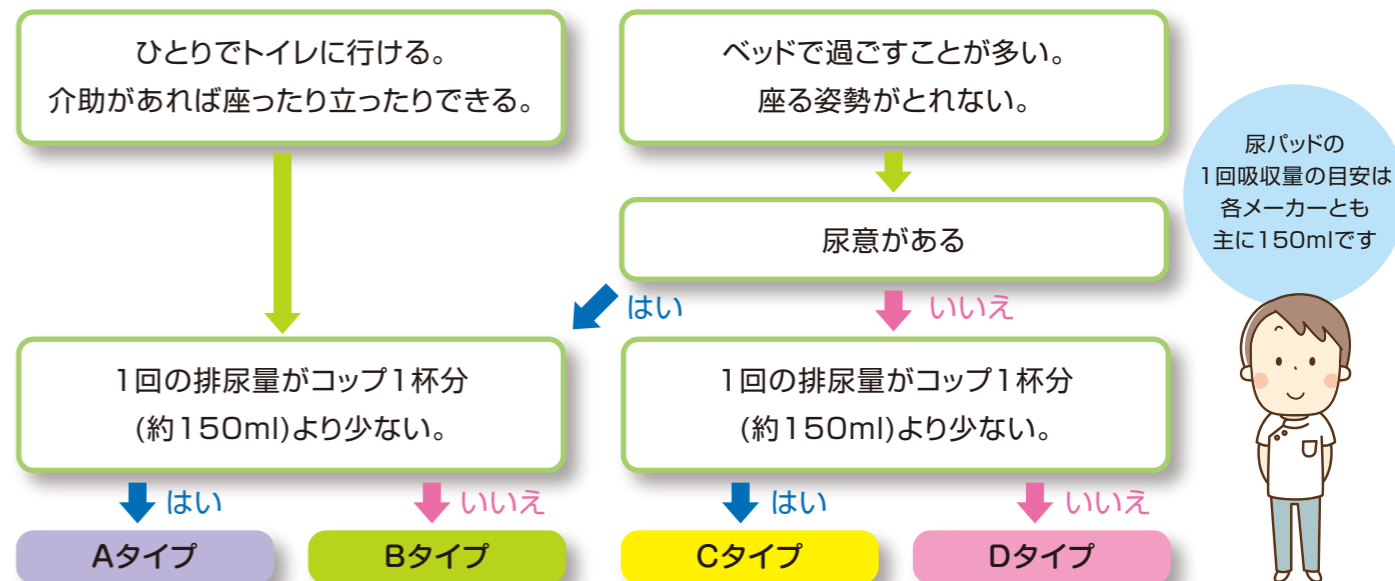 ひとりでトイレに行ける。
介助があれば座ったり立ったりできる。
ベッドで過ごすことが多い。
座る姿勢がとれない。
尿パッドの
1回吸収量の目安は
各メーカーとも
主に150mlです
尿意がある
はい
いいえ
1回の排尿量がコップ1杯分
(約150ml)より少ない。
1回の排尿量がコップ1杯分
(約150ml)より少ない。
はい
いいえ
はい
いいえ
Aタイプ
Bタイプ
Cタイプ
Dタイプ